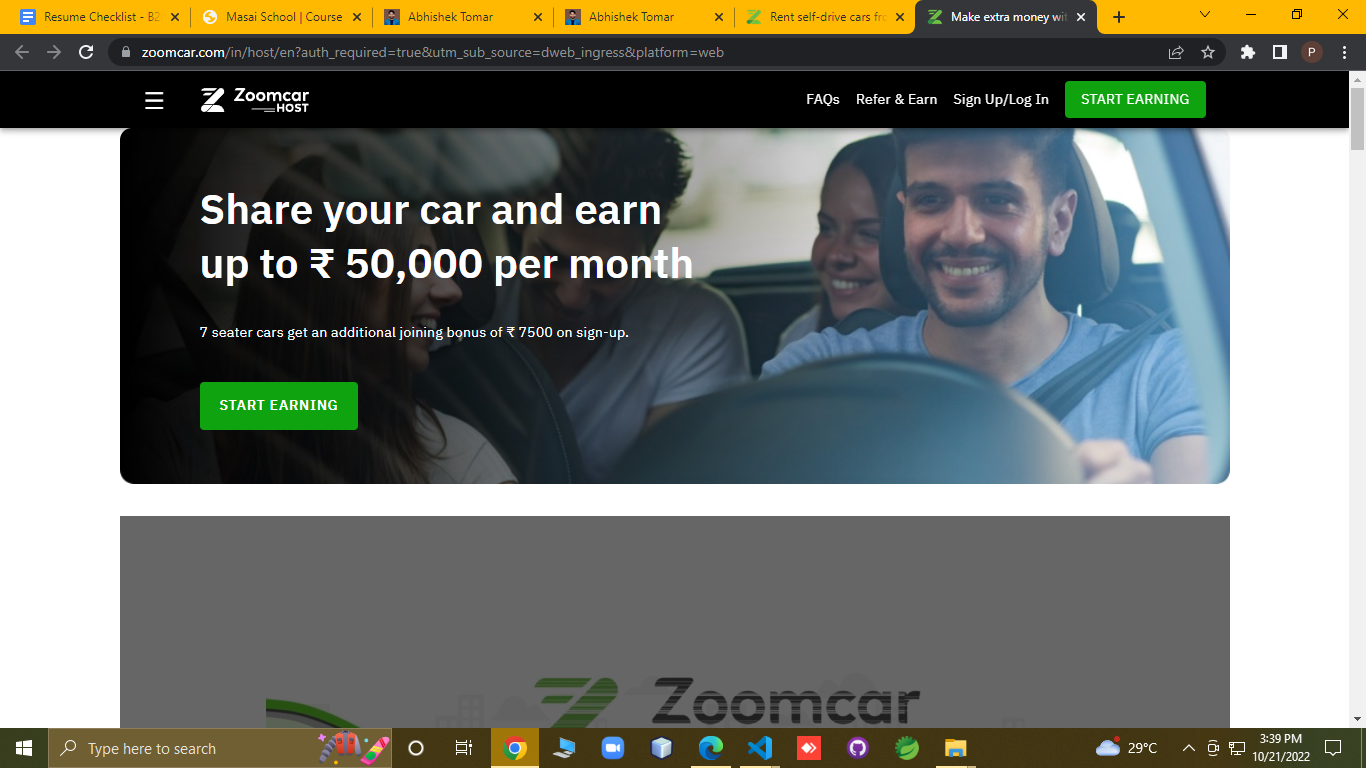 Resume Checklist - B2
Masai School | Course
Abhishek Tomar
Abhishek Tomar
Rent self-drive cars fro
Make extra money wit
zoomcar.com/in/host/en?auth_required=true&utm_sub_source=dweb_ingress&platform=web
P
Zoomcar
HOST
FAQs
Refer & Earn
Sign Up/Log In
START EARNING
Share your car and earn
up to ₹ 50,000 per month
7 seater cars get an additional joining bonus of ₹ 7500 on sign-up.
START EARNING
Zoomcar
Type here to search
29°C
3:39 PM
10/21/2022